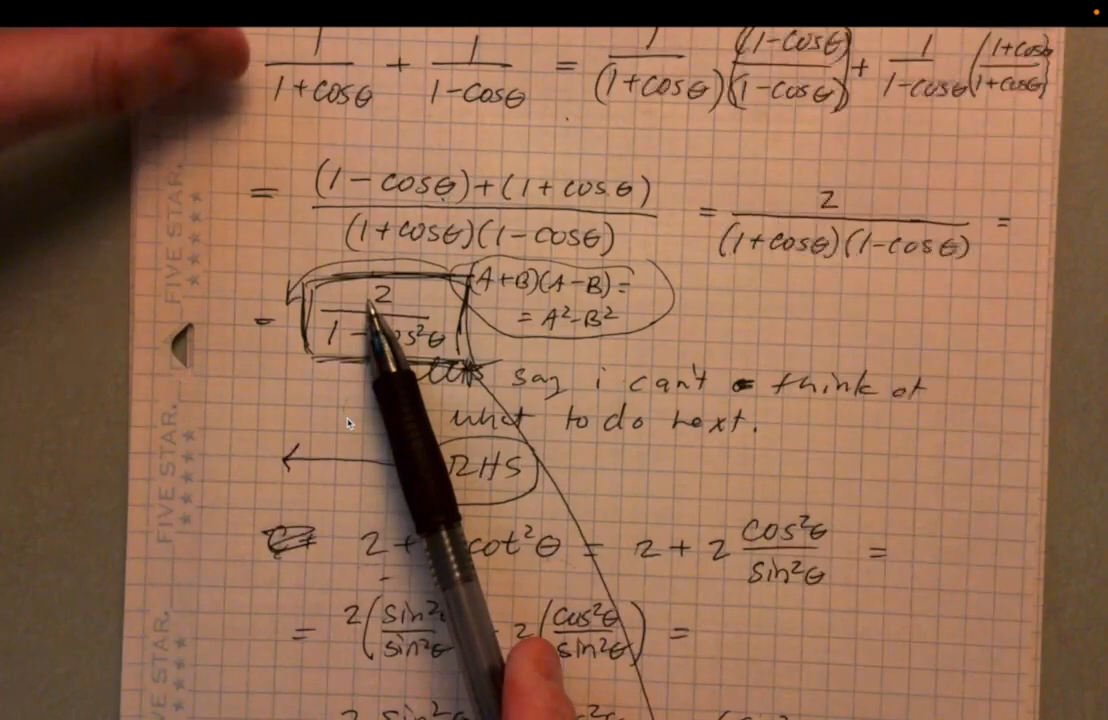 1/(1+cosθ) + 1/(1-cosθ) = 1/(1+cosθ) (1-cosθ)/(1-cosθ) + 1/(1-cosθ) (1+cosθ)/(1+cosθ)
= ((1-cosθ)+(1+cosθ))/((1+cosθ)(1-cosθ)) = 2/((1+cosθ)(1-cosθ)) =
(A+B)(A-B) =
= A²-B²
2/(1-cos²θ)
say i can't think of
what to do next.
← RHS
2 + cot²θ = 2 + 2 cos²θ/sin²θ =
= 2(sin²/sin²θ) 2(cos²θ/sin²θ) =
FIVE STAR.
FIVE STAR.
FIVE STAR.